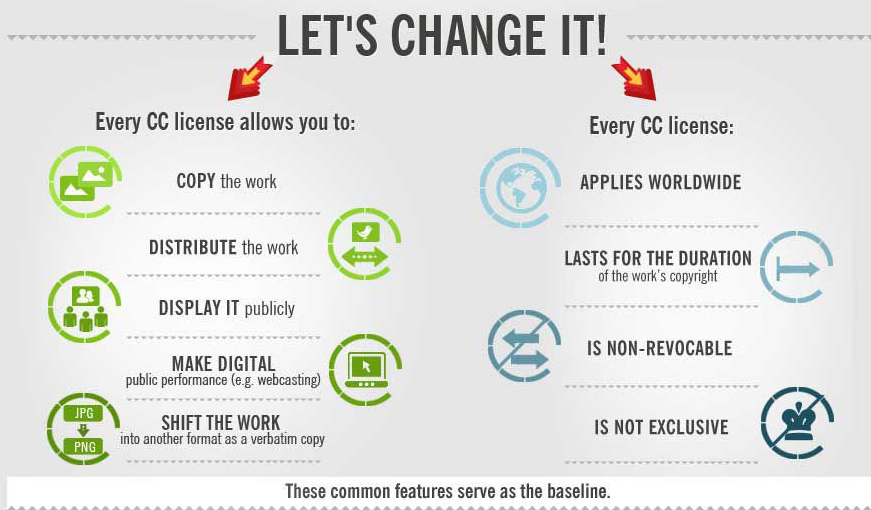 LET'S CHANGE IT!
Every CC license allows you to:
COPY the work
DISTRIBUTE the work
DISPLAY IT publicly
MAKE DIGITAL
public performance (e.g. webcasting)
JPG
PNG
SHIFT THE WORK
into another format as a verbatim copy
Every CC license:
APPLIES WORLDWIDE
LASTS FOR THE DURATION
of the work's copyright
IS NON-REVOCABLE
IS NOT EXCLUSIVE
These common features serve as the baseline.